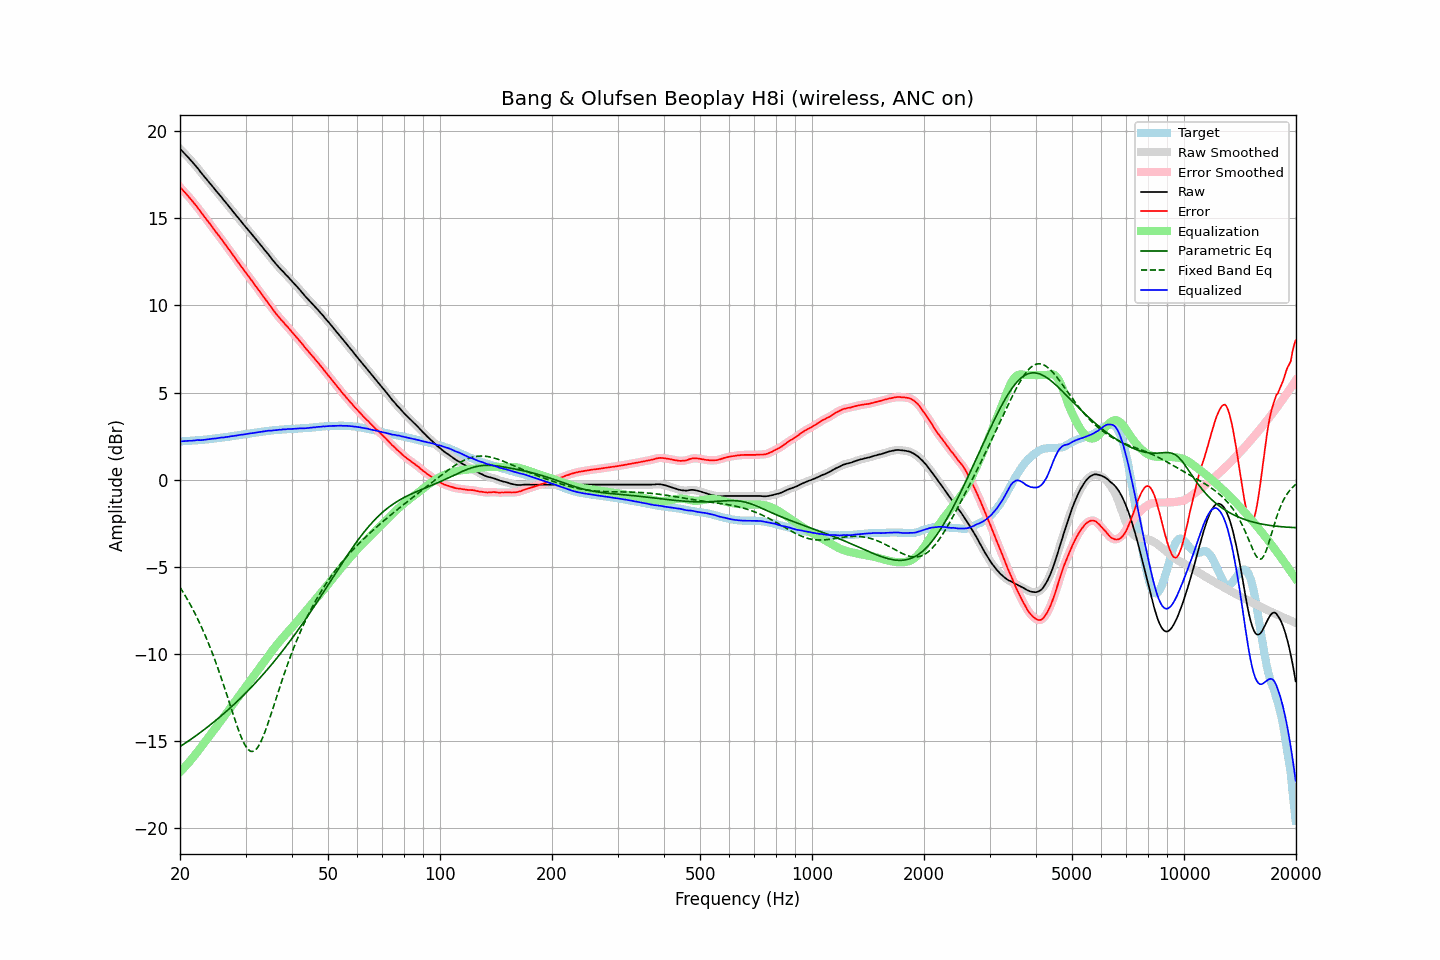 Bang & Olufsen Beoplay H8i (wireless, ANC on)
Target
Raw Smoothed
Error Smoothed
Raw
Error
Equalization
Parametric Eq
Fixed Band Eq
Equalized
Amplitude (dBr)
20
15
10
5
0
−5
−10
−15
−20
20 50 100 200 500 1000 2000 5000 10000 20000
Frequency (Hz)